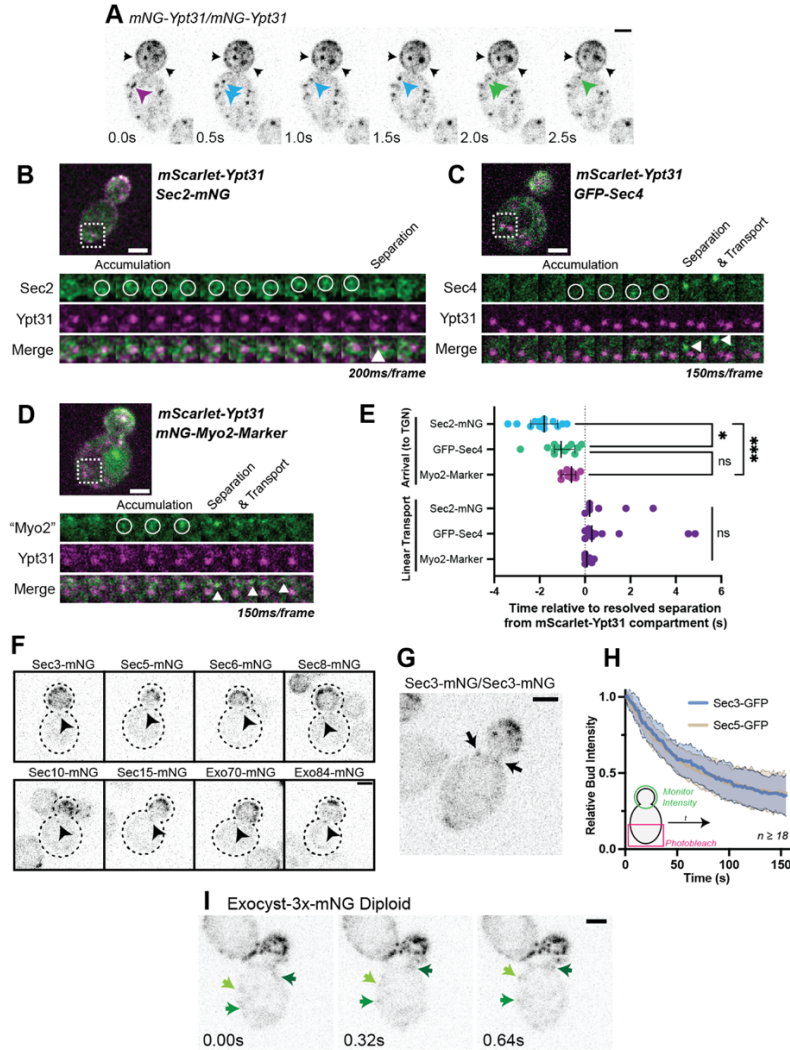 A mNG-Ypt31/mNG-Ypt31
0.0s 0.5s 1.0s 1.5s 2.0s 2.5s
B mScarlet-Ypt31
Sec2-mNG
Accumulation Separation
Sec2
Ypt31
Merge
200ms/frame
C mScarlet-Ypt31
GFP-Sec4
Separation
& Transport
Accumulation
Sec4
Ypt31
Merge
150ms/frame
D mScarlet-Ypt31
mNG-Myo2-Marker
Separation
& Transport
Accumulation
"Myo2"
Ypt31
Merge
150ms/frame
E
Arrival (to TGN)
Sec2-mNG
GFP-Sec4
Myo2-Marker
Linear Transport
Sec2-mNG
GFP-Sec4
Myo2-Marker
*
***
ns
ns
-4 -2 0 2 4 6
Time relative to resolved separation
from mScarlet-Ypt31 compartment (s)
F
Sec3-mNG Sec5-mNG Sec6-mNG Sec8-mNG
Sec10-mNG Sec15-mNG Exo70-mNG Exo84-mNG
G
Sec3-mNG/Sec3-mNG
H
Relative Bud Intensity
1.0
0.5
0.0
Sec3-GFP
Sec5-GFP
Monitor
Intensity
t
Photobleach
n ≥ 18
0 50 100 150
Time (s)
I Exocyst-3x-mNG Diploid
0.00s 0.32s 0.64s